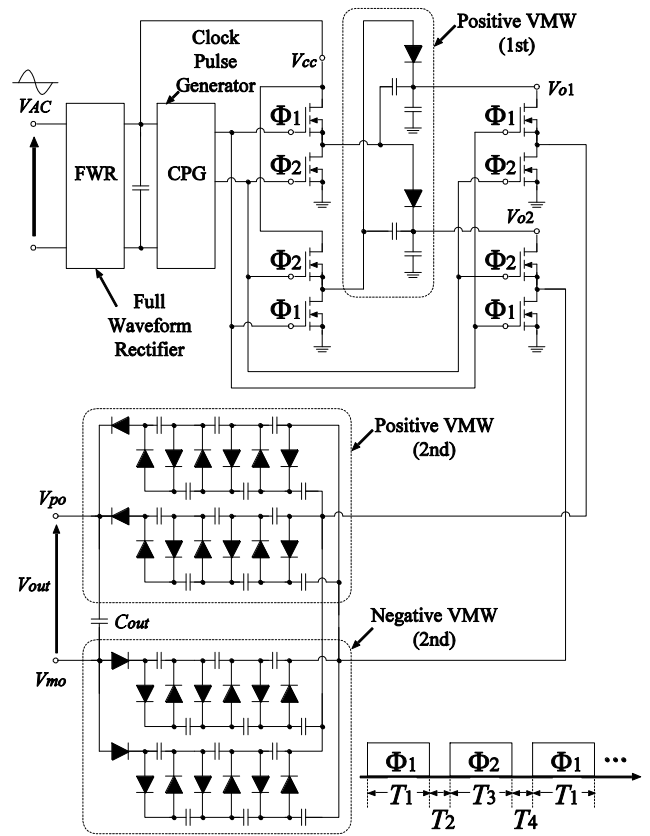 Positive VMW
(1st)
Clock
Pulse
Generator
Vcc
VAC
FWR
CPG
Φ1
Φ2
Φ2
Φ1
Vo1
Φ1
Φ2
Vo2
Φ2
Φ1
Full
Waveform
Rectifier
Positive VMW
(2nd)
Vpo
Vout
Cout
Vmo
Negative VMW
(2nd)
Φ1 Φ2 Φ1 ...
T1 T2 T3 T4 T1